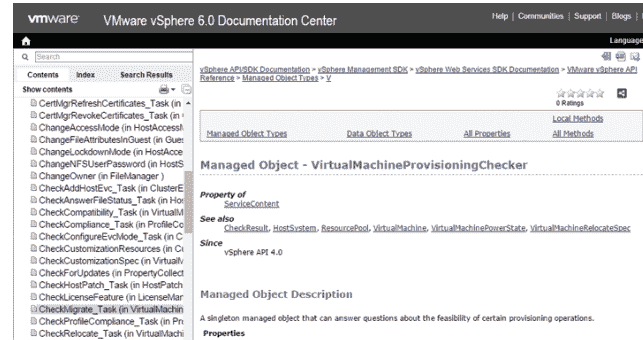 vmware VMware vSphere 6.0 Documentation Center Help | Communities | Support | Blogs |
Language
Search
Contents Index Search Results
Show contents
CertMgrRefreshCertificates_Task (in
CertMgrRevokeCertificates_Task (in
ChangeAccessMode (in HostAccess
ChangeFileAttributesInGuest (in Gues
ChangeLockdownMode (in HostAcce
ChangeNFSUserPassword (in HostS
ChangeOwner (in FileManager )
CheckAddHostEvc_Task (in ClusterE
CheckAnswerFileStatus_Task (in Hos
CheckCompatibility_Task (in VirtualM
CheckCompliance_Task (in ProfileCo
CheckConfigureEvcMode_Task (in C
CheckCustomizationResources (in Cu
CheckCustomizationSpec (in VirtualM
CheckForUpdates (in PropertyCollect
CheckHostPatch_Task (in HostPatch
CheckLicenseFeature (in LicenseMar
CheckMigrate_Task (in VirtualMachin
CheckProfileCompliance_Task (in Pro
CheckRelocate_Task (in VirtualMachi
vSphere API/SDK Documentation > vSphere Management SDK > vSphere Web Services SDK Documentation > VMware vSphere API
Reference > Managed Object Types > V
0 Ratings
Local Methods
Managed Object Types Data Object Types All Properties All Methods
Managed Object - VirtualMachineProvisioningChecker
Property of
ServiceContent
See also
CheckResult, HostSystem, ResourcePool, VirtualMachine, VirtualMachinePowerState, VirtualMachineRelocateSpec
Since
vSphere API 4.0
Managed Object Description
A singleton managed object that can answer questions about the feasibility of certain provisioning operations.
Properties